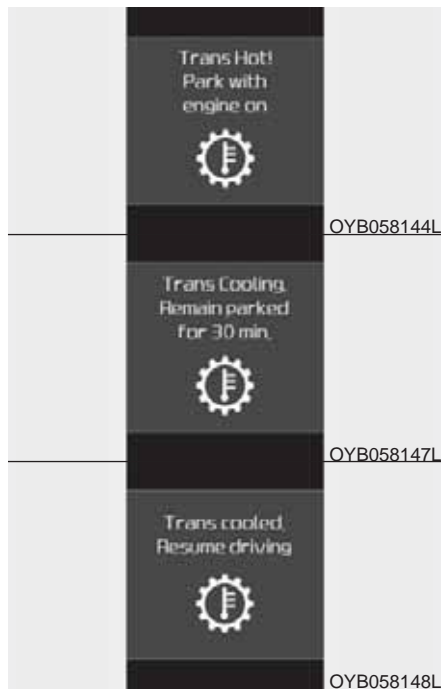 Trans Hot!
Park with
engine on
OYB058144L
Trans Cooling.
Remain parked
for 30 min.
OYB058147L
Trans cooled.
Resume driving
OYB058148L